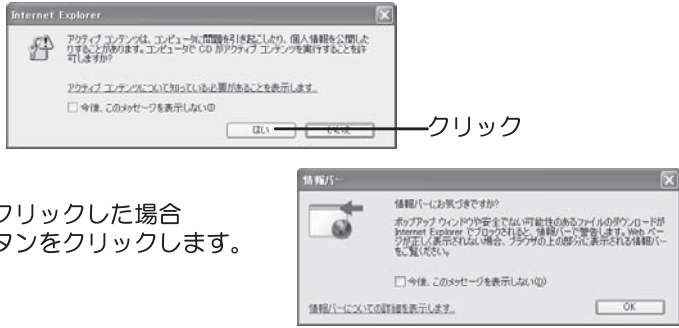 Internet Explorer
アクティブ コンテンツは、コンピュータに問題を引き起こしたり、個人情報を公開した
りすることがあります。コンピュータで CD がアクティブ コンテンツを実行することを許
可しますか?
アクティブ コンテンツについて知っている必要があることを表示します。
今後、このメッセージを表示しない(I)
はい
いいえ
クリック
クリックした場合
タンをクリックします。
情報バー
情報バーにお気づきですか?
ポップアップ ウィンドウや安全でない可能性のあるファイルのダウンロードが
Internet Explorer でブロックされると、情報バーで警告します。Web ペー
ジが正しく表示されない場合、ブラウザの上の部分に表示される情報バー
をご覧ください。
今後、このメッセージを表示しない(D)
情報バーについての詳細を表示します。
OK